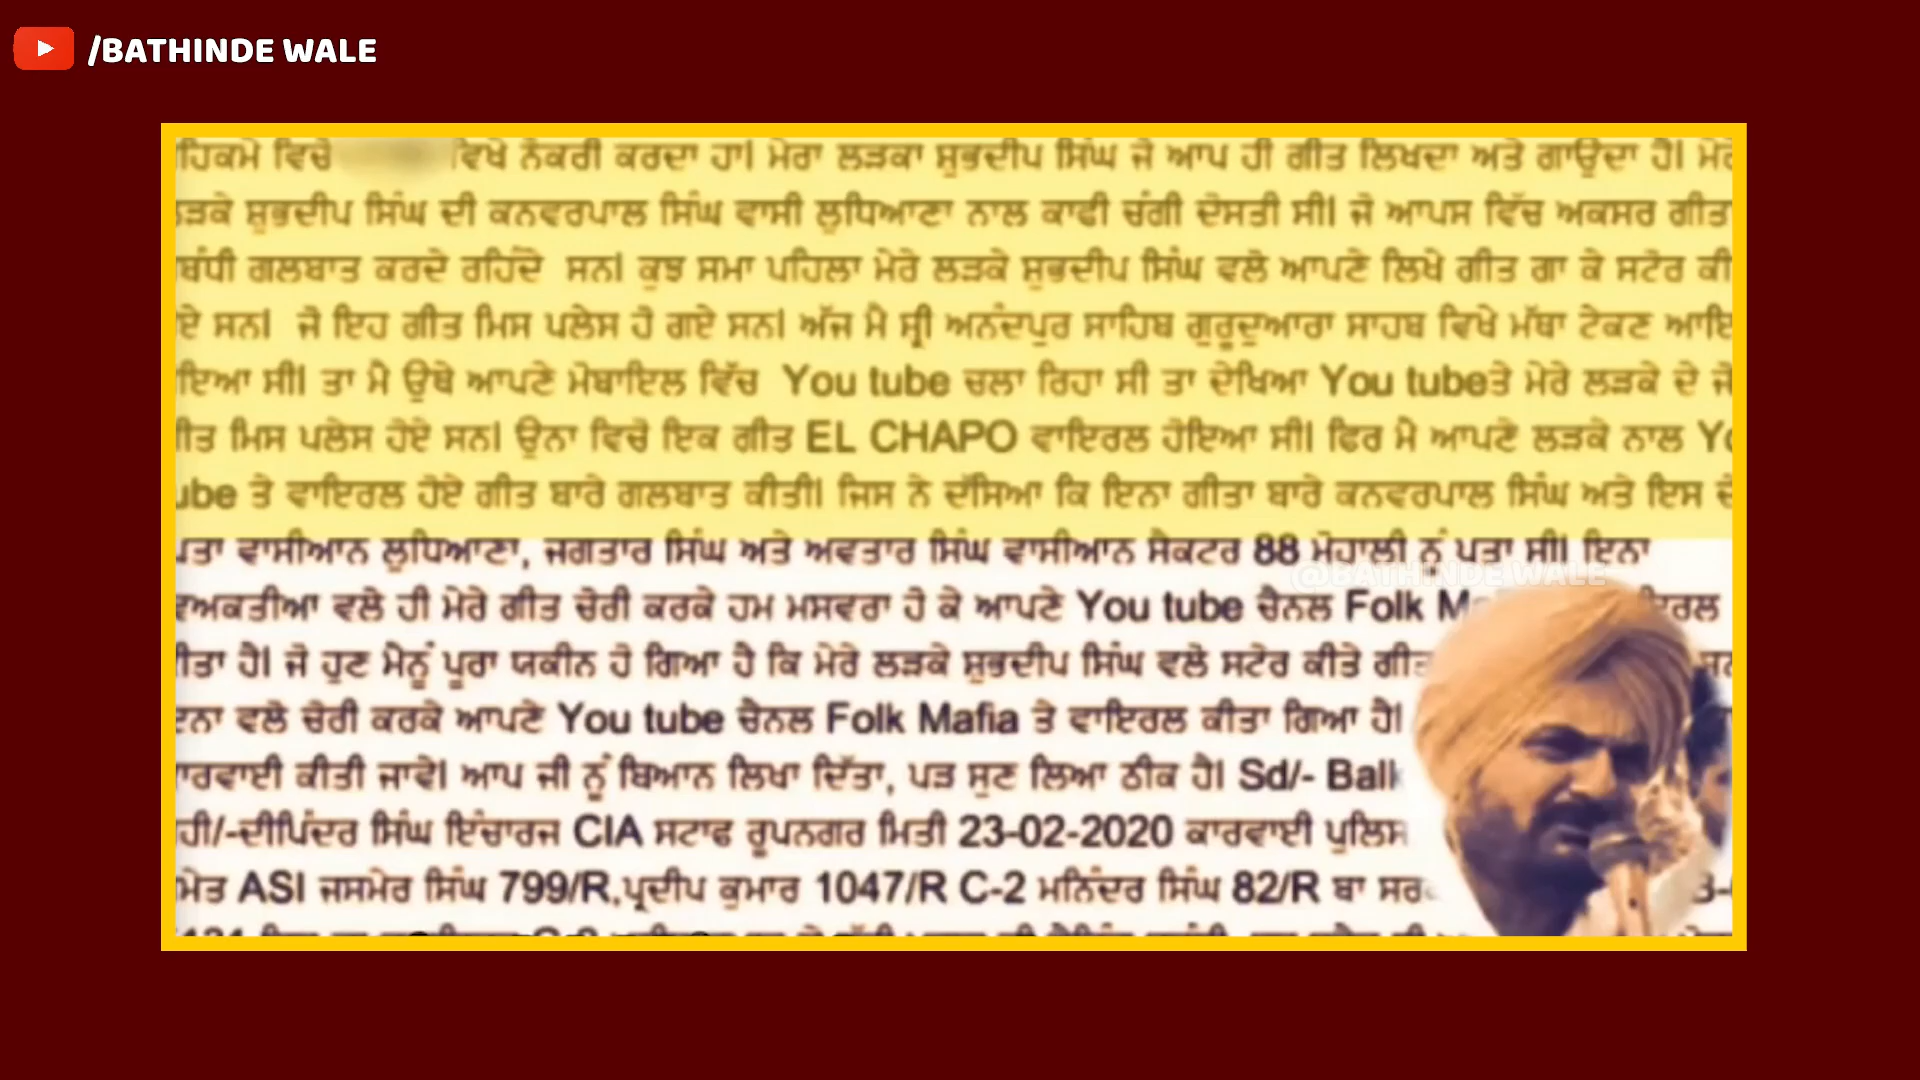 /BATHINDE WALE
ਹਿਕਮੇ ਵਿਚੋ ਵਿਖੇ ਨੌਕਰੀ ਕਰਦਾ ਹਾਂ। ਮੇਰਾ ਲੜਕਾ ਸ਼ੁਭਦੀਪ ਸਿੰਘ ਜੋ ਆਪ ਹੀ ਗੀਤ ਲਿਖਦਾ ਅਤੇ ਗਾਉਂਦਾ ਹੈ।
ਲੜਕੇ ਸ਼ੁਭਦੀਪ ਸਿੰਘ ਦੀ ਕਨਵਰਪਾਲ ਸਿੰਘ ਵਾਸੀ ਲੁਧਿਆਣਾ ਨਾਲ ਕਾਫੀ ਚੰਗੀ ਦੋਸਤੀ ਸੀ। ਜੋ ਆਪਸ ਵਿੱਚ ਅਕਸਰ ਗੀਤ
ਬੰਧੀ ਗਲਬਾਤ ਕਰਦੇ ਰਹਿੰਦੇ ਸਨ। ਕੁਝ ਸਮਾ ਪਹਿਲਾ ਮੇਰੇ ਲੜਕੇ ਸ਼ੁਭਦੀਪ ਸਿੰਘ ਵਲੋ ਆਪਣੇ ਲਿਖੇ ਗੀਤ ਗਾ ਕੇ ਸਟੋਰ ਕੀ
ਏ ਸਨ। ਜੋ ਇਹ ਗੀਤ ਮਿਸ ਪਲੇਸ ਹੋ ਗਏ ਸਨ। ਅੱਜ ਮੈ ਸ੍ਰੀ ਅਨੰਦਪੁਰ ਸਾਹਿਬ ਗੁਰੂਦੁਆਰਾ ਸਾਹਬ ਵਿਖੇ ਮੱਥਾ ਟੇਕਣ ਆਇ
ਇਆ ਸੀ। ਤਾ ਮੈ ਉਥੇ ਆਪਣੇ ਮੋਬਾਇਲ ਵਿੱਚ You tube ਚਲਾ ਰਿਹਾ ਸੀ ਤਾ ਦੇਖਿਆ You tubeਤੇ ਮੇਰੇ ਲੜਕੇ ਦੇ ਜੋ
ੀਤ ਮਿਸ ਪਲੇਸ ਹੋਏ ਸਨ। ਉਨਾ ਵਿਚੋ ਇਕ ਗੀਤ EL CHAPO ਵਾਇਰਲ ਹੋਇਆ ਸੀ। ਫਿਰ ਮੈ ਆਪਣੇ ਲੜਕੇ ਨਾਲ Yo
ube ਤੇ ਵਾਇਰਲ ਹੋਏ ਗੀਤ ਬਾਰੇ ਗਲਬਾਤ ਕੀਤੀ। ਜਿਸ ਨੇ ਦੱਸਿਆ ਕਿ ਇਨਾ ਗੀਤਾ ਬਾਰੇ ਕਨਵਰਪਾਲ ਸਿੰਘ ਅਤੇ ਇਸ ਦੇ
ਪਤਾ ਵਾਸੀਆਨ ਲੁਧਿਆਣਾ, ਜਗਤਾਰ ਸਿੰਘ ਅਤੇ ਅਵਤਾਰ ਸਿੰਘ ਵਾਸੀਆਨ ਸੈਕਟਰ 88 ਮੋਹਾਲੀ ਨੂੰ ਪਤਾ ਸੀ। ਇਨਾ
@BATHINDE WALE
ਵਿਅਕਤੀਆ ਵਲੋ ਹੀ ਮੇਰੇ ਗੀਤ ਚੋਰੀ ਕਰਕੇ ਹਮ ਮਸਵਰਾ ਹੋ ਕੇ ਆਪਣੇ You tube ਚੈਨਲ Folk
ੀਤਾ ਹੈ। ਜੋ ਹੁਣ ਮੈਨੂੰ ਪੂਰਾ ਯਕੀਨ ਹੋ ਗਿਆ ਹੈ ਕਿ ਮੇਰੇ ਲੜਕੇ ਸ਼ੁਭਦੀਪ ਸਿੰਘ ਵਲੋ ਸਟੋਰ ਕੀਤੇ ਗੀਤ
ਇਨਾ ਵਲੋ ਚੋਰੀ ਕਰਕੇ ਆਪਣੇ You tube ਚੈਨਲ Folk Mafia ਤੇ ਵਾਇਰਲ ਕੀਤਾ ਗਿਆ ਹੈ।
ਾਰਵਾਈ ਕੀਤੀ ਜਾਵੇ। ਆਪ ਜੀ ਨੂੰ ਬਿਆਨ ਲਿਖਾ ਦਿੱਤਾ, ਪੜ ਸੁਣ ਲਿਆ ਠੀਕ ਹੈ। Sd/- Balk
ਹੀ/-ਦੀਪਿੰਦਰ ਸਿੰਘ ਇੰਚਾਰਜ CIA ਸਟਾਫ ਰੂਪਨਗਰ ਮਿਤੀ 23-02-2020 ਕਾਰਵਾਈ ਪੁਲਿਸ
ਮੇਤ ASI ਜਸਮੇਰ ਸਿੰਘ 799/R,ਪ੍ਰਦੀਪ ਕੁਮਾਰ 1047/R C-2 ਮਨਿੰਦਰ ਸਿੰਘ 82/R ਬਾ